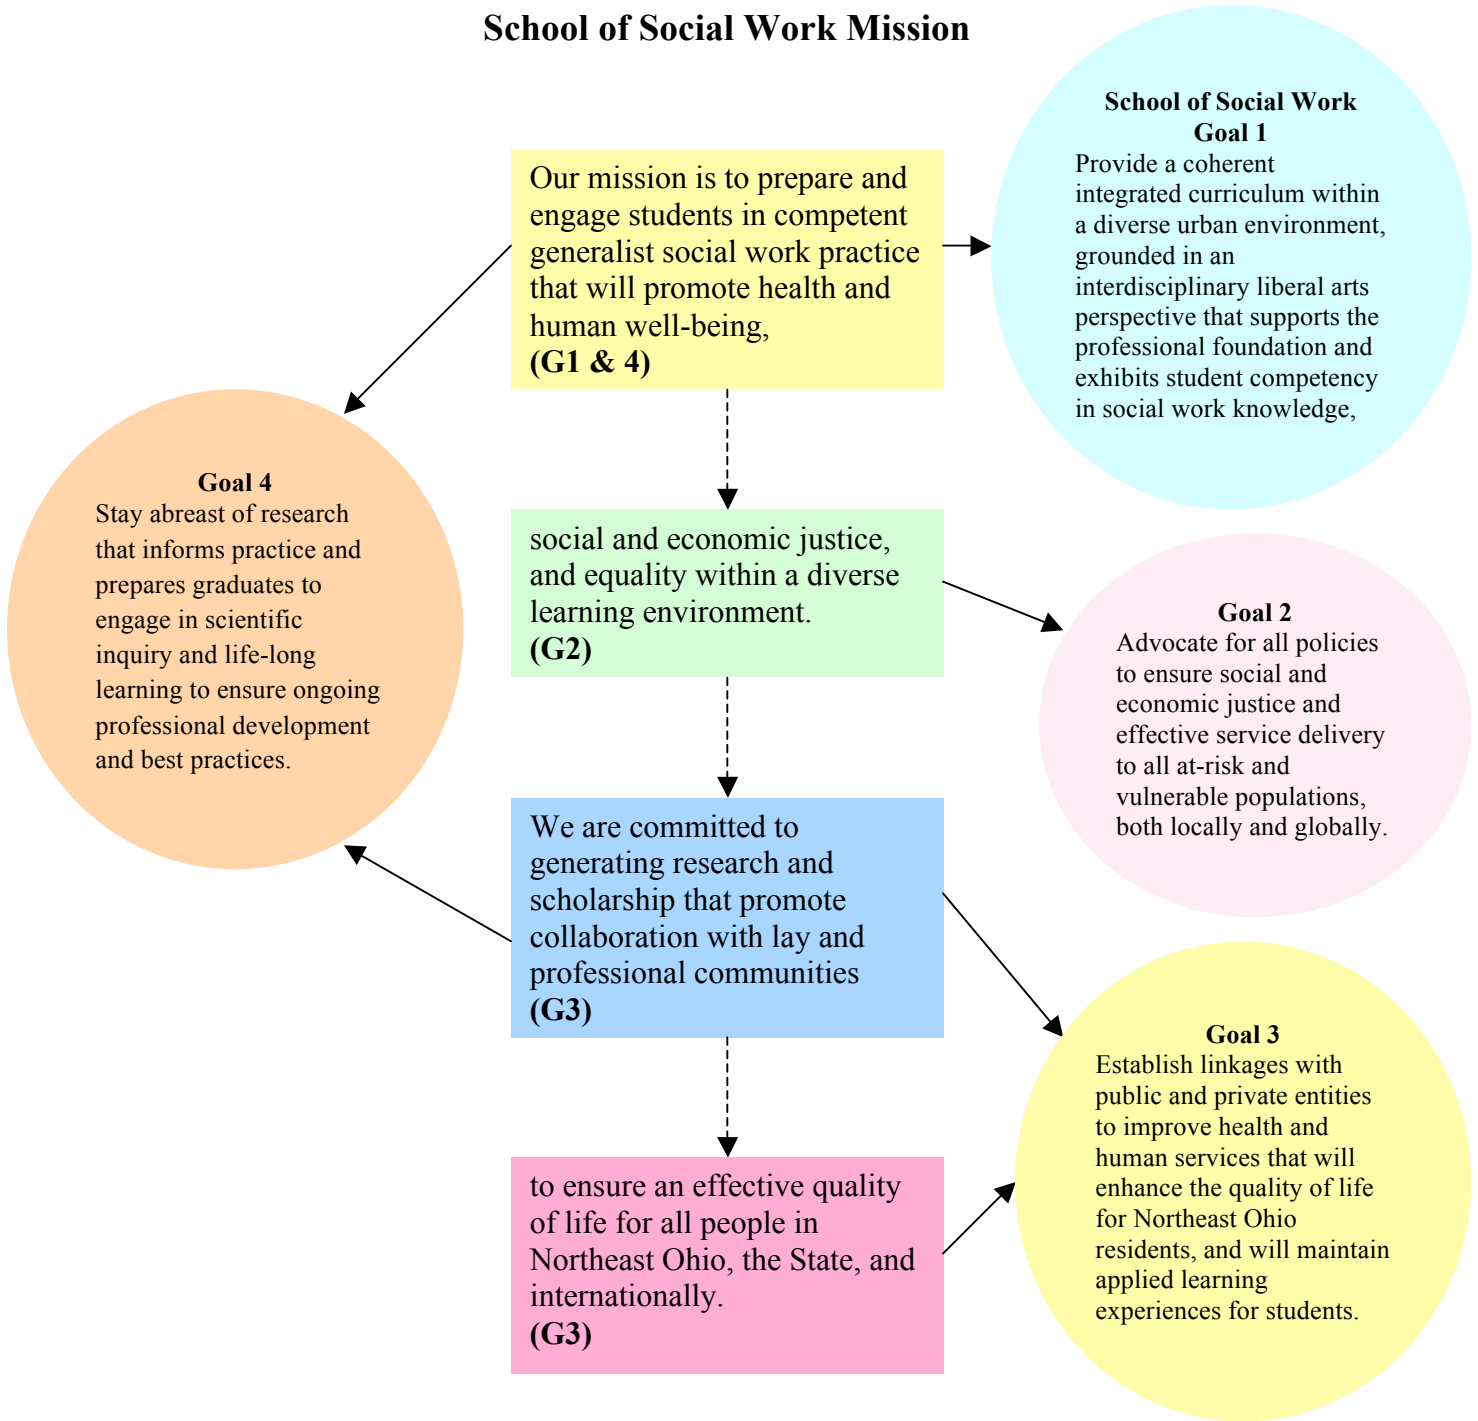 School of Social Work Mission
School of Social Work
Goal 1
Provide a coherent
integrated curriculum within
a diverse urban environment,
grounded in an
interdisciplinary liberal arts
perspective that supports the
professional foundation and
exhibits student competency
in social work knowledge,
Our mission is to prepare and
engage students in competent
generalist social work practice
that will promote health and
human well-being,
(G1 & 4)
Goal 4
Stay abreast of research
that informs practice and
prepares graduates to
engage in scientific
inquiry and life-long
learning to ensure ongoing
professional development
and best practices.
social and economic justice,
and equality within a diverse
learning environment.
(G2)
Goal 2
Advocate for all policies
to ensure social and
economic justice and
effective service delivery
to all at-risk and
vulnerable populations,
both locally and globally.
We are committed to
generating research and
scholarship that promote
collaboration with lay and
professional communities
(G3)
Goal 3
Establish linkages with
public and private entities
to improve health and
human services that will
enhance the quality of life
for Northeast Ohio
residents, and will maintain
applied learning
experiences for students.
to ensure an effective quality
of life for all people in
Northeast Ohio, the State, and
internationally.
(G3)